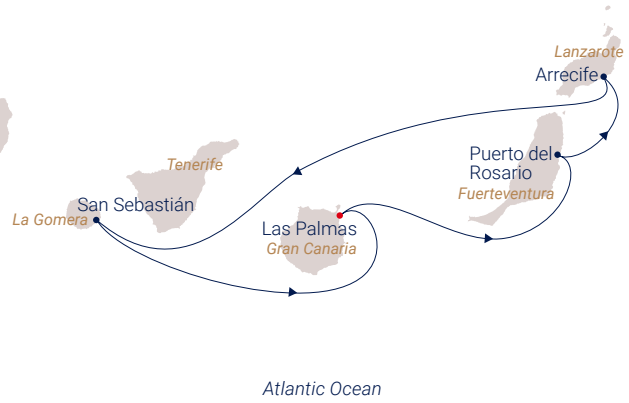 Lanzarote
Arrecife
Puerto del
Rosario
Fuerteventura
Tenerife
San Sebastián
La Gomera
Las Palmas
Gran Canaria
Atlantic Ocean